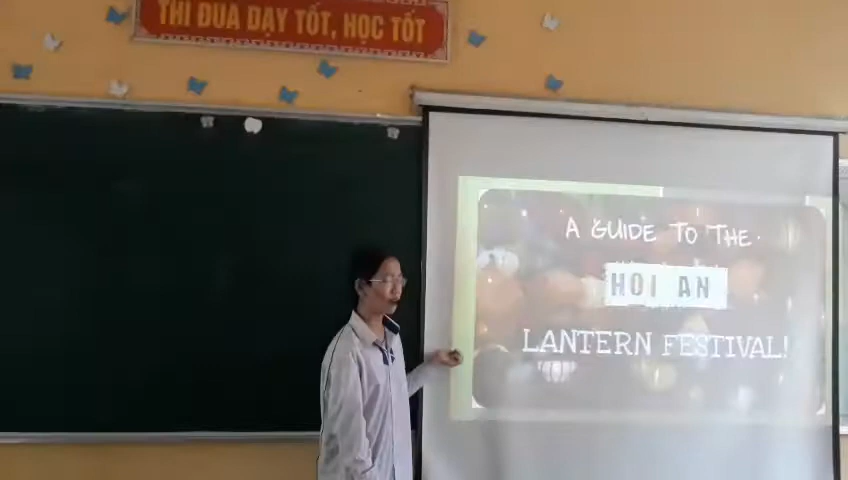 THI ĐUA DẠY TỐT, HỌC TỐT
A GUIDE TO THE
HOI AN
LANTERN FESTIVAL!